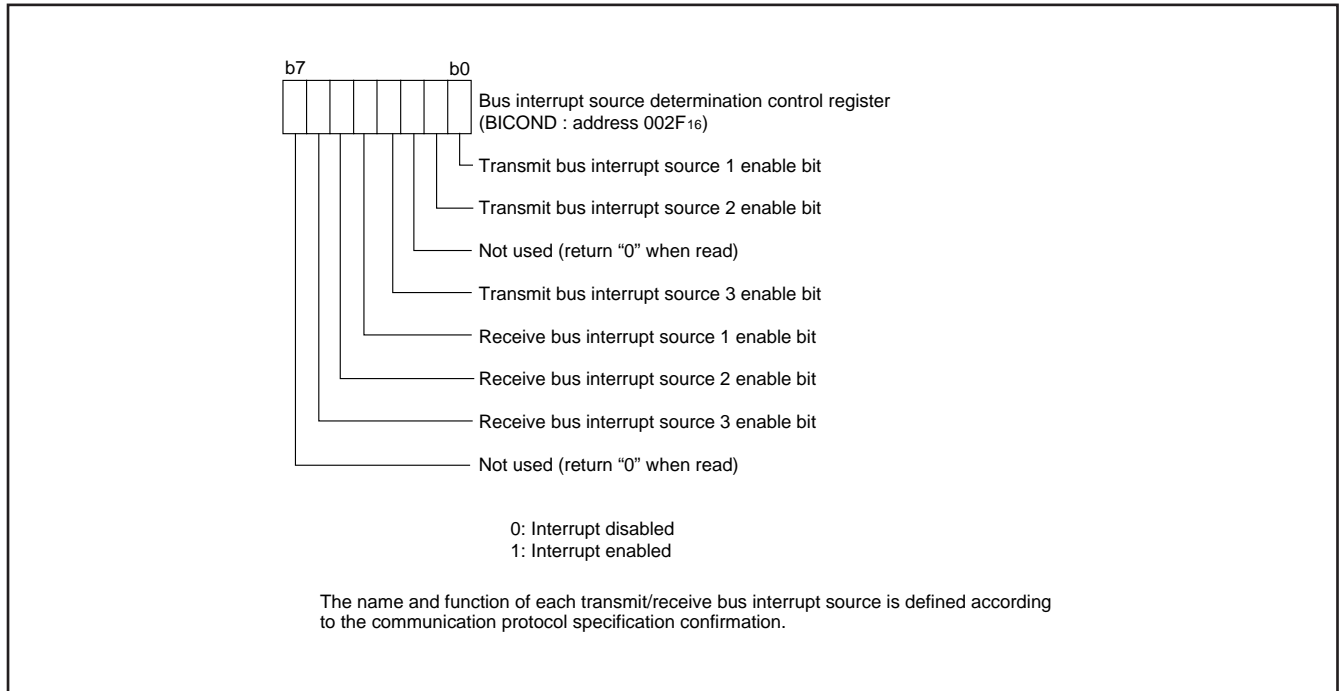 b7 b0
Bus interrupt source determination control register
(BICOND : address 002F16)
Transmit bus interrupt source 1 enable bit
Transmit bus interrupt source 2 enable bit
Not used (return “0” when read)
Transmit bus interrupt source 3 enable bit
Receive bus interrupt source 1 enable bit
Receive bus interrupt source 2 enable bit
Receive bus interrupt source 3 enable bit
Not used (return “0” when read)
0: Interrupt disabled
1: Interrupt enabled
The name and function of each transmit/receive bus interrupt source is defined according
to the communication protocol specification confirmation.